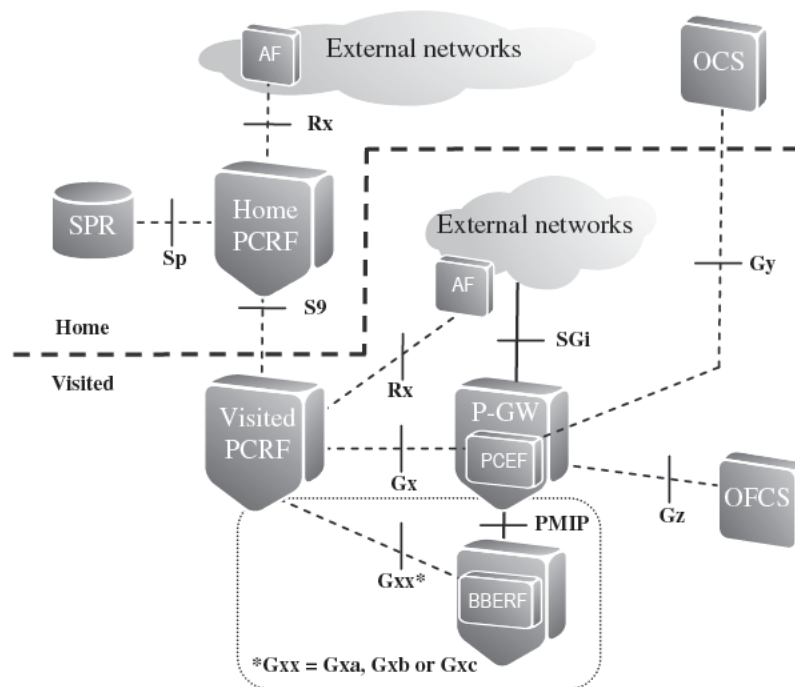 AF
External networks
OCS
Rx
SPR
Sp
Home
PCRF
External networks
AF
Gy
S9
Home
SGi
Visited
Rx
Visited
PCRF
P-GW
PCEF
Gx
OFCS
Gz
PMIP
Gxx*
BBERF
*Gxx = Gxa, Gxb or Gxc